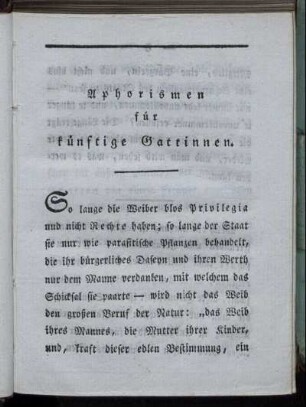 Aphorismen
für
künftige Gattinnen.
So lange die Weiber blos Privilegia
und nicht Rechte haben; so lange der Staat
sie nur wie parasitische Pflanzen behandelt,
die ihr bürgerliches Daseyn und ihren Werth
nur dem Manne verdanken, mit welchem das
Schicksal sie paarte — wird nicht das Weib
den großen Beruf der Natur: „das Weib
ihres Mannes, die Mutter ihrer Kinder,
und, kraft dieser edlen Bestimmung, ein